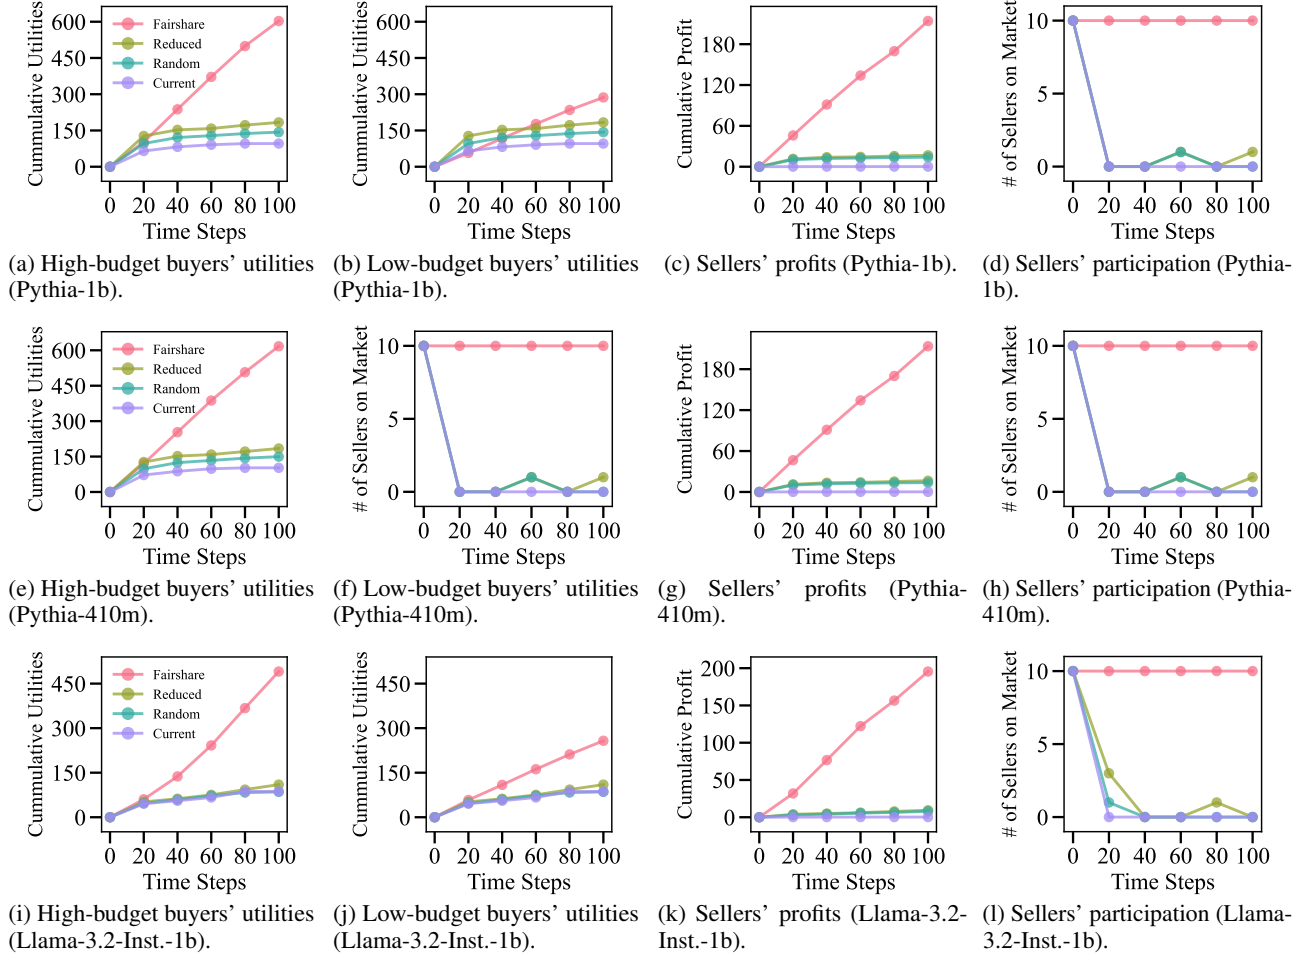 Cummulative Utilities
600
450
300
150
0
Fairshare
Reduced
Random
Current
0 20 40 60 80 100
Time Steps
(a) High-budget buyers' utilities
(Pythia-1b).
Cummulative Utilities
600
450
300
150
0
0 20 40 60 80 100
Time Steps
(b) Low-budget buyers' utilities
(Pythia-1b).
Cumulative Profit
180
120
60
0
0 20 40 60 80 100
Time Steps
(c) Sellers' profits (Pythia-1b).
# of Sellers on Market
10
5
0
0 20 40 60 80 100
Time Steps
(d) Sellers' participation (Pythia-
1b).
Cummulative Utilities
600
450
300
150
0
Fairshare
Reduced
Random
Current
0 20 40 60 80 100
Time Steps
(e) High-budget buyers' utilities
(Pythia-410m).
# of Sellers on Market
10
5
0
0 20 40 60 80 100
Time Steps
(f) Low-budget buyers' utilities
(Pythia-410m).
Cumulative Profit
180
120
60
0
0 20 40 60 80 100
Time Steps
(g) Sellers' profits (Pythia-
410m).
# of Sellers on Market
10
5
0
0 20 40 60 80 100
Time Steps
(h) Sellers' participation (Pythia-
410m).
Cummulative Utilities
450
300
150
0
Fairshare
Reduced
Random
Current
0 20 40 60 80 100
Time Steps
(i) High-budget buyers' utilities
(Llama-3.2-Inst.-1b).
Cummulative Utilities
450
300
150
0
0 20 40 60 80 100
Time Steps
(j) Low-budget buyers' utilities
(Llama-3.2-Inst.-1b).
Cumulative Profit
200
150
100
50
0
0 20 40 60 80 100
Time Steps
(k) Sellers' profits (Llama-3.2-
Inst.-1b).
# of Sellers on Market
10
5
0
0 20 40 60 80 100
Time Steps
(l) Sellers' participation (Llama-
3.2-Inst.-1b).